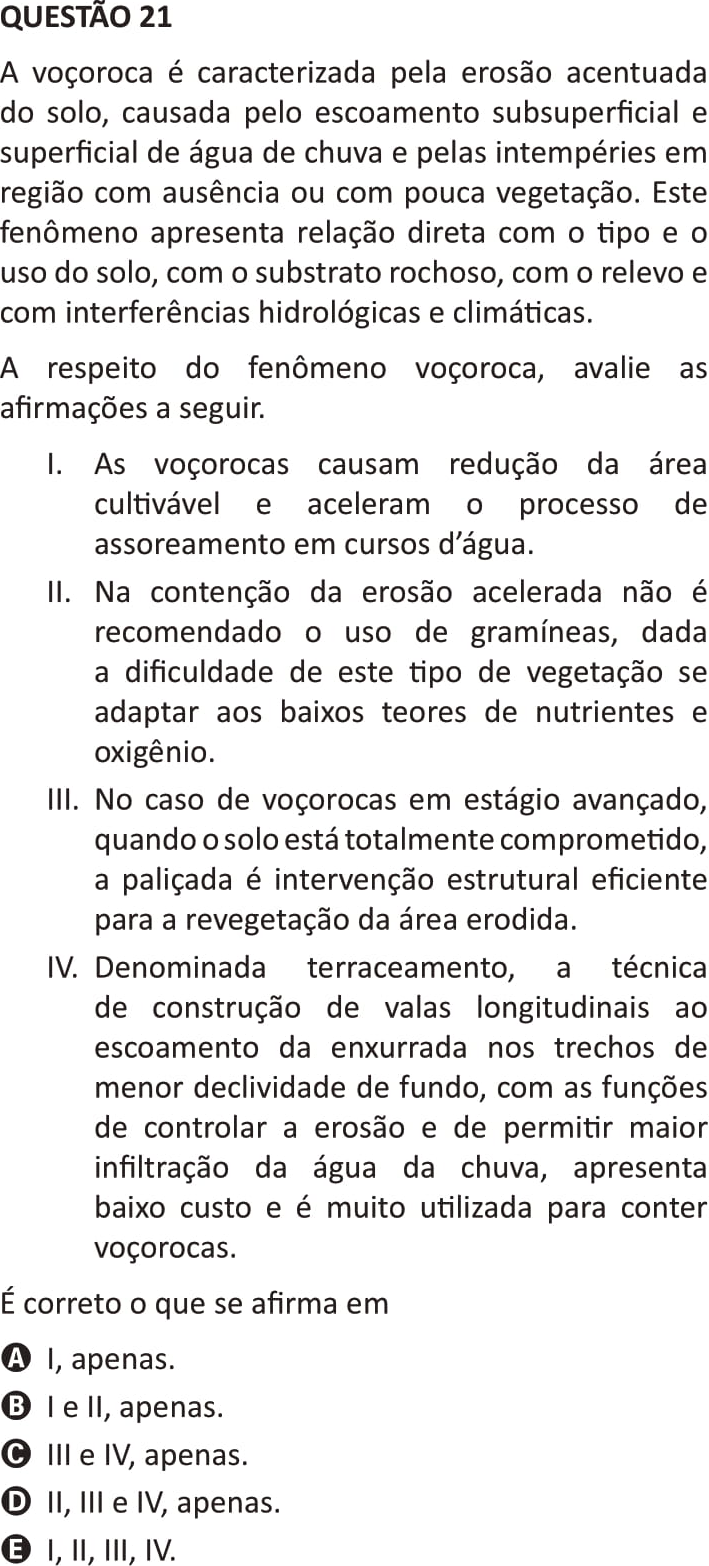 QUESTÃO 21
A voçoroca é caracterizada pela erosão acentuada
do solo, causada pelo escoamento subsuperficial e
superficial de água de chuva e pelas intempéries em
região com ausência ou com pouca vegetação. Este
fenômeno apresenta relação direta com o tipo e o
uso do solo, com o substrato rochoso, com o relevo e
com interferências hidrológicas e climáticas.
A respeito do fenômeno voçoroca, avalie as
afirmações a seguir.
I. As voçorocas causam redução da área
cultivável e aceleram o processo de
assoreamento em cursos d’água.
II. Na contenção da erosão acelerada não é
recomendado o uso de gramíneas, dada
a dificuldade de este tipo de vegetação se
adaptar aos baixos teores de nutrientes e
oxigênio.
III. No caso de voçorocas em estágio avançado,
quando o solo está totalmente comprometido,
a paliçada é intervenção estrutural eficiente
para a revegetação da área erodida.
IV. Denominada terraceamento, a técnica
de construção de valas longitudinais ao
escoamento da enxurrada nos trechos de
menor declividade de fundo, com as funções
de controlar a erosão e de permitir maior
infiltração da água da chuva, apresenta
baixo custo e é muito utilizada para conter
voçorocas.
É correto o que se afirma em
A I, apenas.
B I e II, apenas.
C III e IV, apenas.
D II, III e IV, apenas.
E I, II, III, IV.